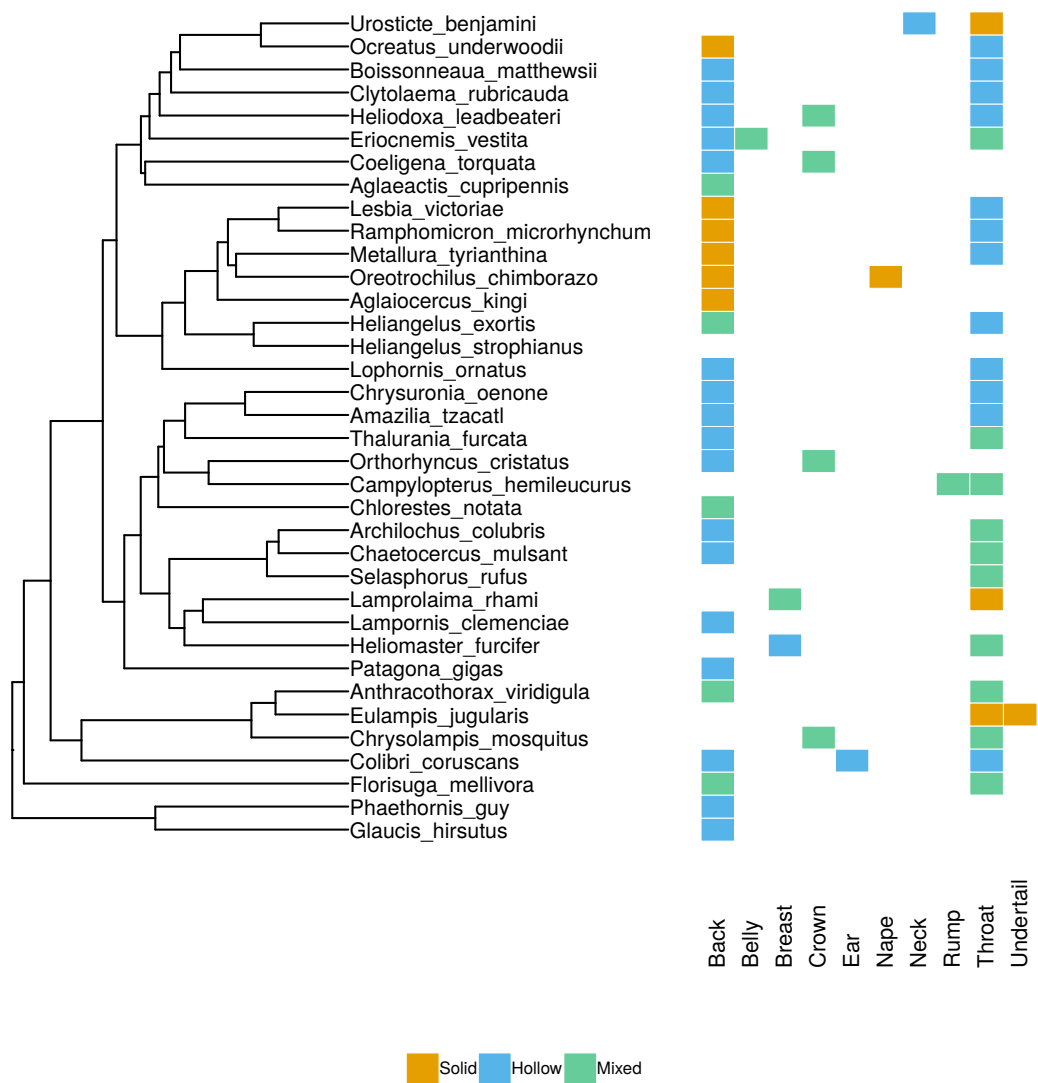 Urosticte_benjamini
Ocreatus_underwoodii
Boissonneaua_matthewsii
Clytolaema_rubricauda
Heliodoxa_leadbeateri
Eriocnemis_vestita
Coeligena_torquata
Aglaeactis_cupripennis
Lesbia_victoriae
Ramphomicron_microrhynchum
Metallura_tyrianthina
Oreotrochilus_chimborazo
Aglaiocercus_kingi
Heliangelus_exortis
Heliangelus_strophianus
Lophornis_ornatus
Chrysuronia_oenone
Amazilia_tzacatl
Thalurania_furcata
Orthorhyncus_cristatus
Campylopterus_hemileucurus
Chlorestes_notata
Archilochus_colubris
Chaetocercus_mulsant
Selasphorus_rufus
Lamprolaima_rhami
Lampornis_clemenciae
Heliomaster_furcifer
Patagona_gigas
Anthracothorax_viridigula
Eulampis_jugularis
Chrysolampis_mosquitus
Colibri_coruscans
Florisuga_mellivora
Phaethornis_guy
Glaucis_hirsutus
Back
Belly
Breast
Crown
Ear
Nape
Neck
Rump
Throat
Undertail
Solid Hollow Mixed